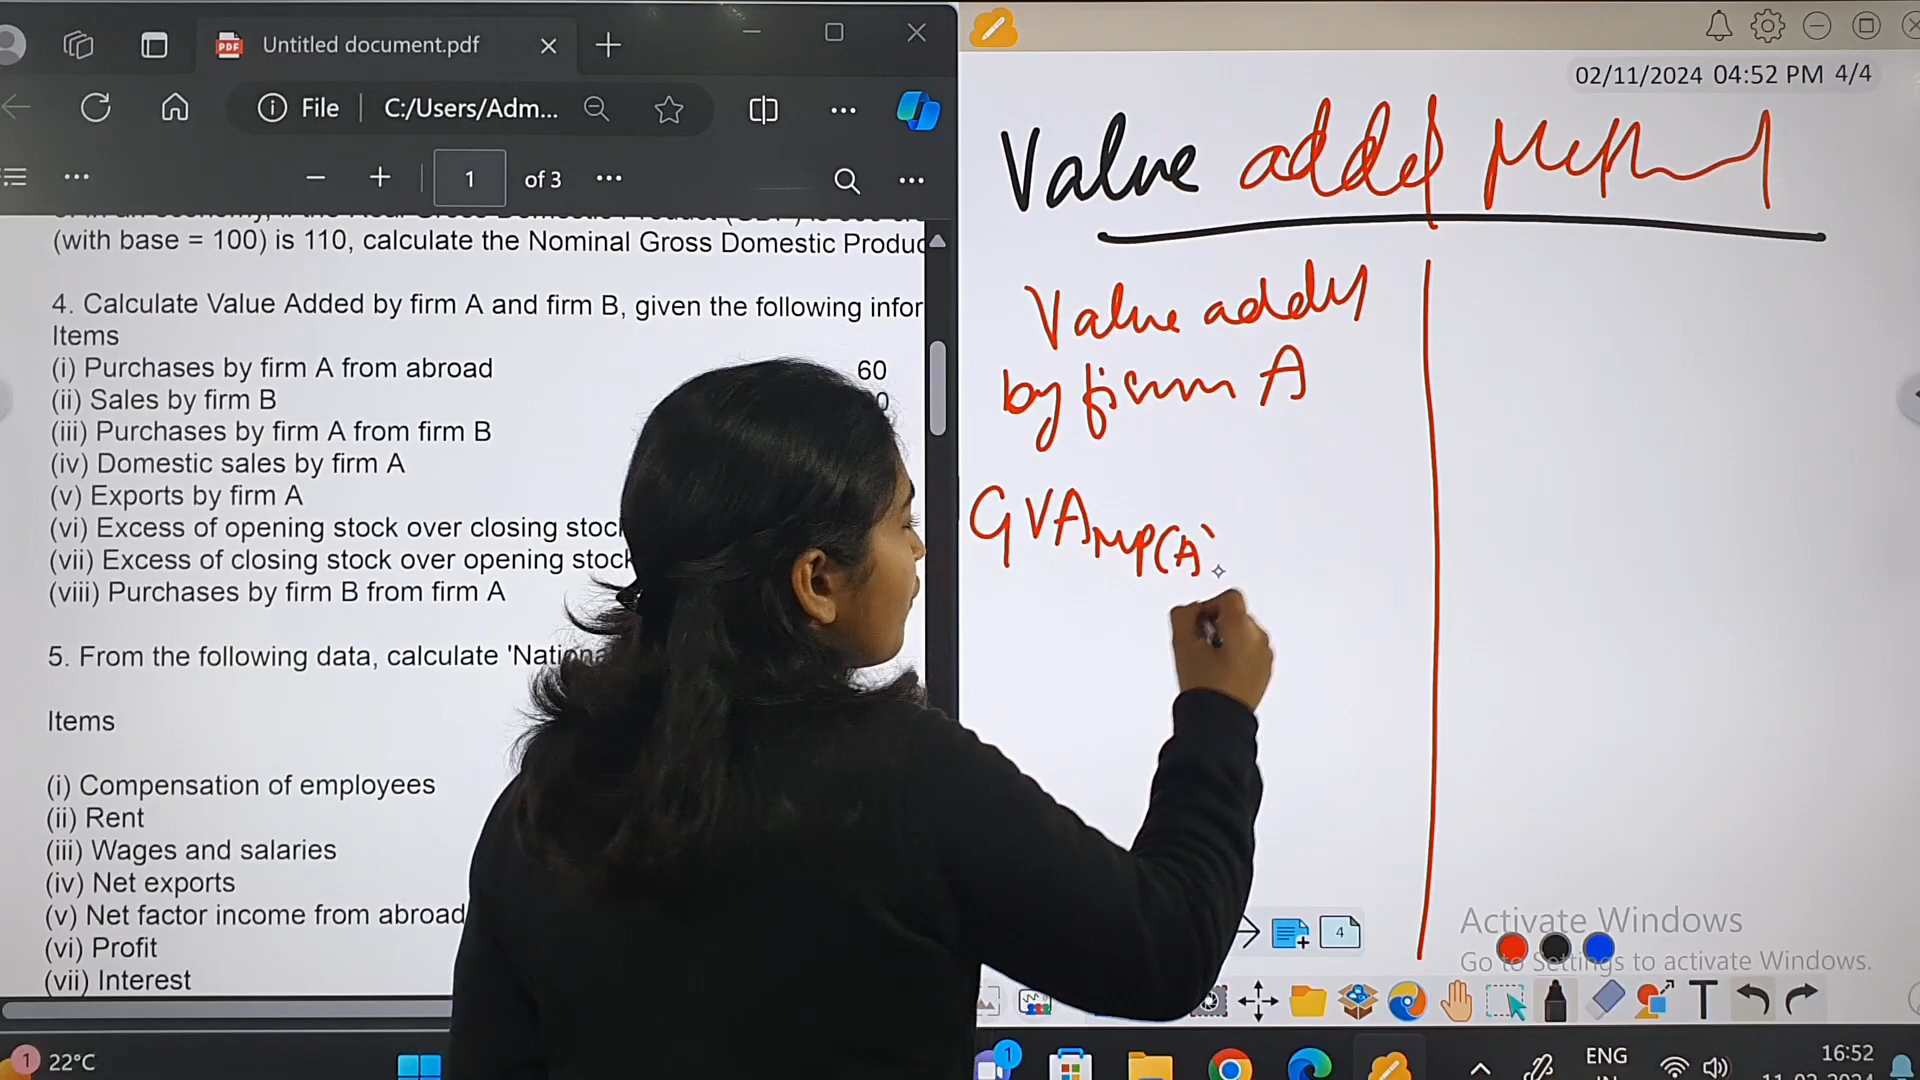 Untitled document.pdf
File C:/Users/Adm...
1 of 3
(with base = 100) is 110, calculate the Nominal Gross Domestic Produc
4. Calculate Value Added by firm A and firm B, given the following infor
Items
(i) Purchases by firm A from abroad 60
(ii) Sales by firm B
(iii) Purchases by firm A from firm B
(iv) Domestic sales by firm A
(v) Exports by firm A
(vi) Excess of opening stock over closing stoc
(vii) Excess of closing stock over opening stock
(viii) Purchases by firm B from firm A
5. From the following data, calculate 'Nation
Items
(i) Compensation of employees
(ii) Rent
(iii) Wages and salaries
(iv) Net exports
(v) Net factor income from abroad
(vi) Profit
(vii) Interest
1 22°C
02/11/2024 04:52 PM 4/4
Value added Method
Value added
by firm A
GVAMP(A)
4
Activate Windows
Go to Settings to activate Windows.
T
1
ENG
IN
16:52